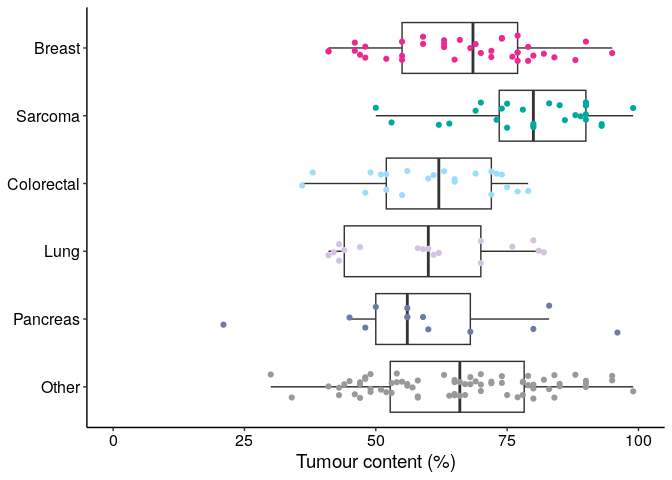 Breast
Sarcoma
Colorectal
Lung
Pancreas
Other
0 25 50 75 100
Tumour content (%)